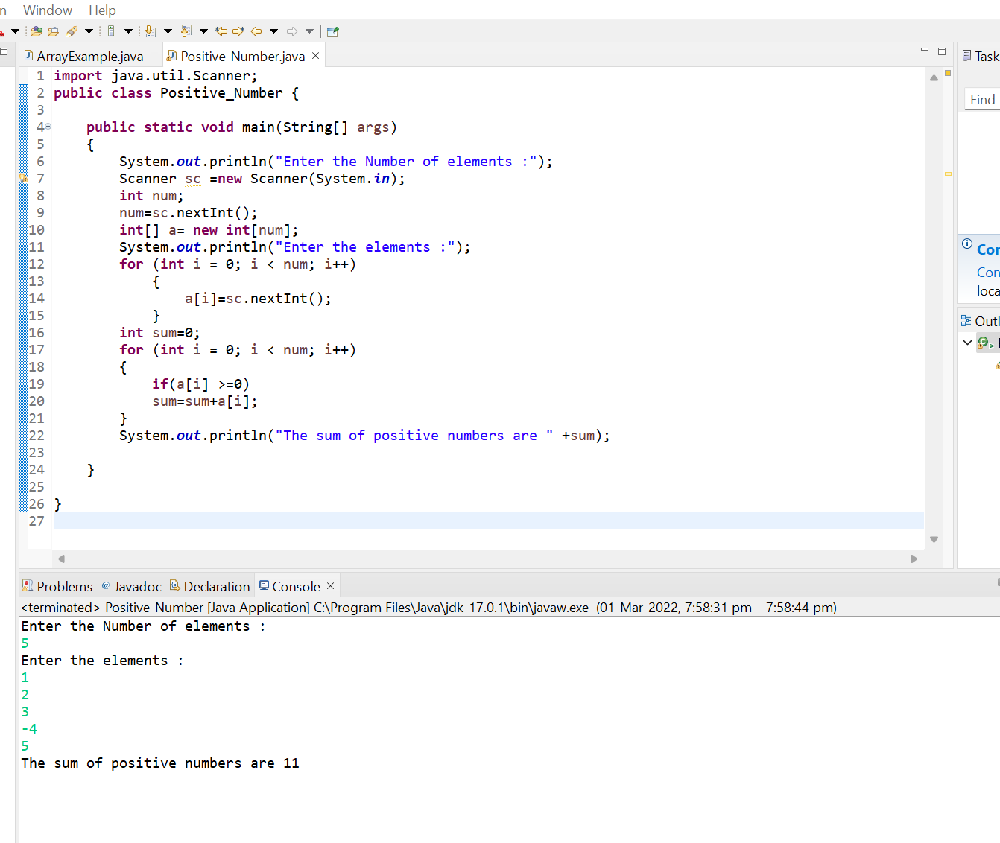 Window Help
ArrayExample.java Positive_Number.java Task
1 import java.util.Scanner;
2 public class Positive_Number {
3
4 public static void main(String[] args)
5 {
6 System.out.println("Enter the Number of elements :");
7 Scanner sc =new Scanner(System.in);
8 int num;
9 num=sc.nextInt();
10 int[] a= new int[num];
11 System.out.println("Enter the elements :");
12 for (int i = 0; i < num; i++)
13 {
14 a[i]=sc.nextInt();
15 }
16 int sum=0;
17 for (int i = 0; i < num; i++)
18 {
19 if(a[i] >=0)
20 sum=sum+a[i];
21 }
22 System.out.println("The sum of positive numbers are " +sum);
23
24 }
25
26 }
27
Find
Con
Con
loca
Outl
Problems @ Javadoc Declaration Console
<terminated> Positive_Number [Java Application] C:\Program Files\Java\jdk-17.0.1\bin\javaw.exe (01-Mar-2022, 7:58:31 pm – 7:58:44 pm)
Enter the Number of elements :
5
Enter the elements :
1
2
3
-4
5
The sum of positive numbers are 11